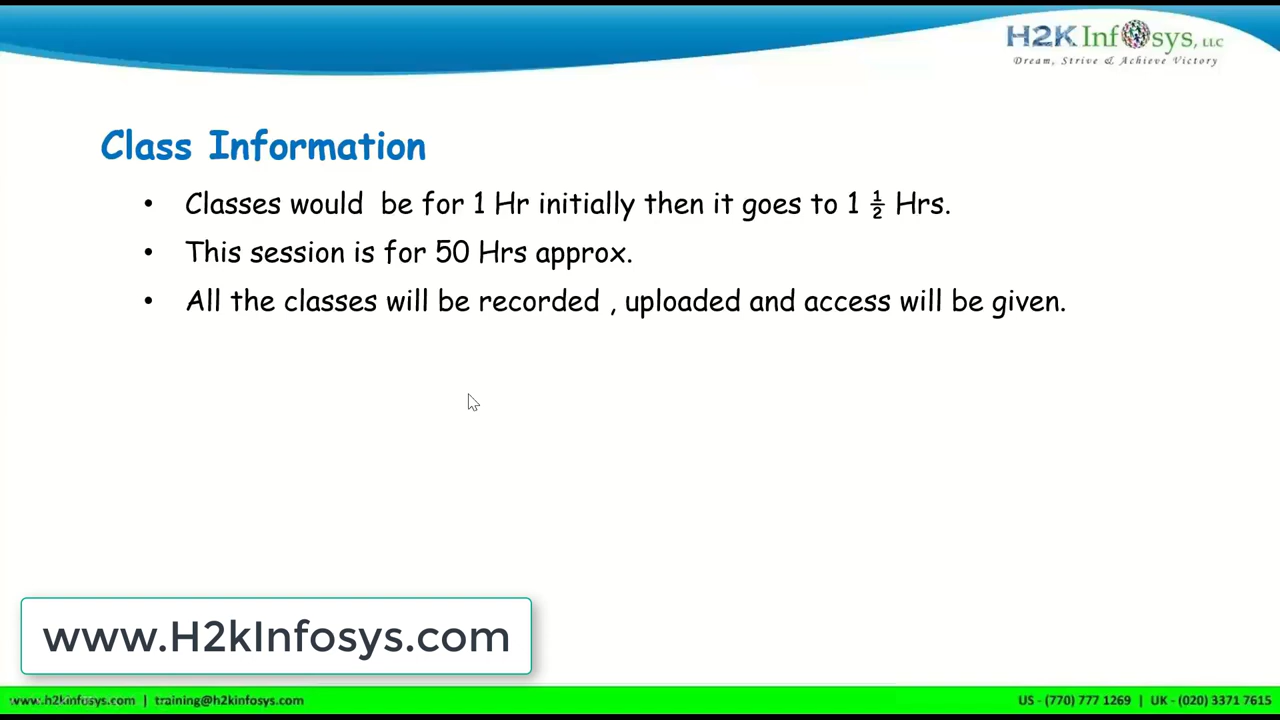 H2K Infosys, LLC
Dream, Strive & Achieve Victory
Class Information
• Classes would be for 1 Hr initially then it goes to 1 ½ Hrs.
• This session is for 50 Hrs approx.
• All the classes will be recorded , uploaded and access will be given.
www.H2kInfosys.com
www.h2kinfosys.com | training@h2kinfosys.com
US - (770) 777 1269 | UK - (020) 3371 7615